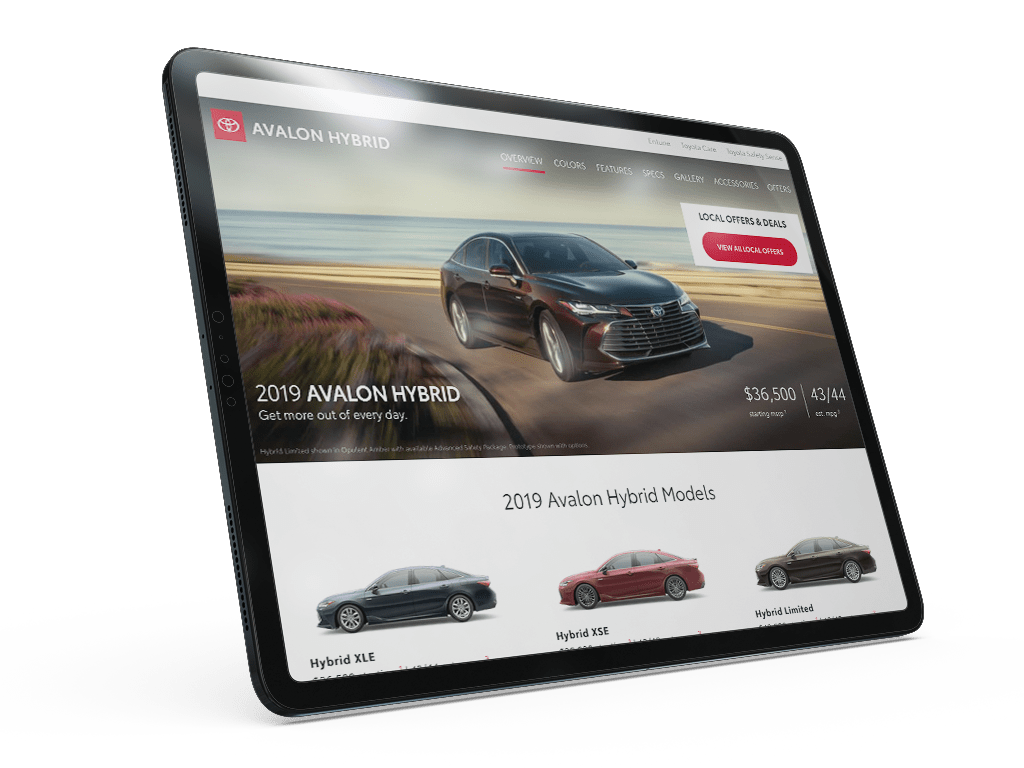 AVALON HYBRID
Entune Toyota Care Toyota Safety Sense
OVERVIEW COLORS FEATURES SPECS GALLERY ACCESSORIES OFFERS
LOCAL OFFERS & DEALS
VIEW ALL LOCAL OFFERS
2019 AVALON HYBRID
Get more out of every day.
$36,500 43/44
starting msrp est. mpg
Hybrid Limited shown in Opulent Amber with available Advanced Safety Package. Prototype shown with options.
2019 Avalon Hybrid Models
Hybrid XLE
Hybrid XSE
Hybrid Limited